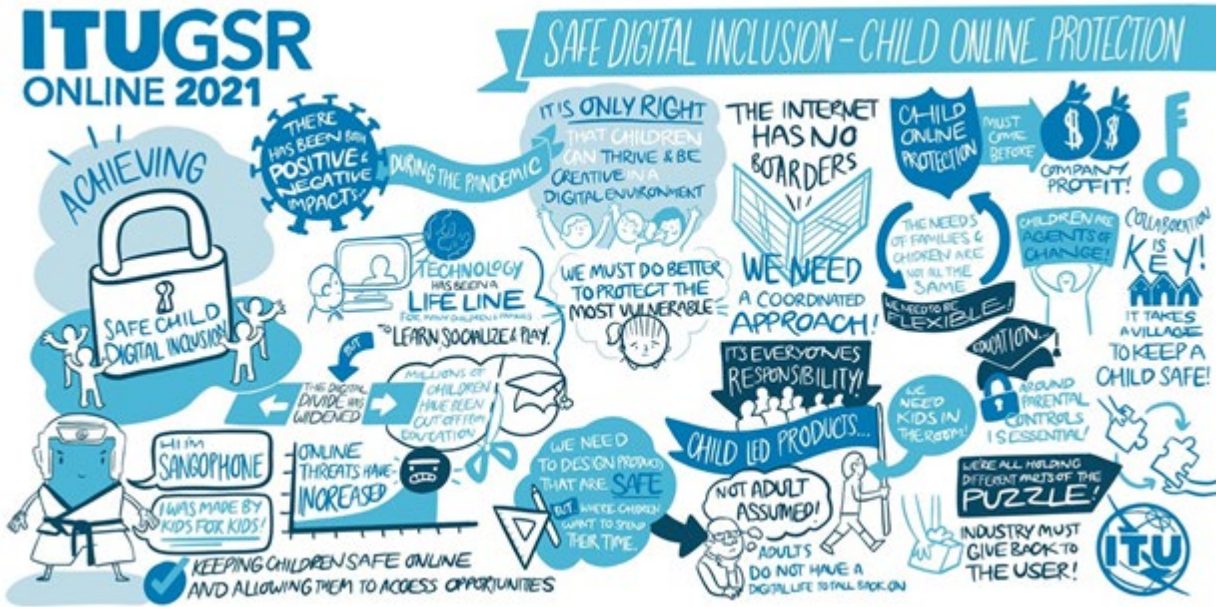 ITUGSR
ONLINE 2021
SAFE DIGITAL INCLUSION - CHILD ONLINE PROTECTION
ACHIEVING
SAFE CHILD
DIGITAL INCLUSION
THERE
HAS BEEN BOTH
POSITIVE &
NEGATIVE
IMPACTS.
DURING THE PANDEMIC
IT IS ONLY RIGHT
THAT CHILDREN
CAN THRIVE & BE
CREATIVE IN A
DIGITAL ENVIRONMENT
THE INTERNET
HAS NO
BOARDERS
CHILD
ONLINE
PROTECTION
MUST
COME
BEFORE
$ $
COMPANY
PROFIT!
TECHNOLOGY
HAS BEEN A
LIFE LINE
FOR MANY CHILDREN & FAMILIES
TO LEARN, SOCIALIZE & PLAY.
BUT
THE DIGITAL
DIVIDE HAS
WIDENED
MILLIONS OF
CHILDREN
HAVE BEEN
CUT OFF FROM
EDUCATION
WE MUST DO BETTER
TO PROTECT THE
MOST VULNERABLE
WE NEED
A COORDINATED
APPROACH!
IT'S EVERYONES
RESPONSIBILITY!
THE NEEDS
OF FAMILIES &
CHILDREN ARE
NOT ALL THE
SAME
WE NEED TO BE
FLEXIBLE!
CHILDREN ARE
AGENTS OF
CHANGE!
COLLABORATION
IS
KEY!
IT TAKES
A VILLAGE
TO KEEP A
CHILD SAFE!
EDUCATION...
AROUND
PARENTAL
CONTROLS
IS ESSENTIAL!
HI I'M
SANGOPHONE
I WAS MADE BY
KIDS FOR KIDS!
ONLINE
THREATS HAVE
INCREASED
KEEPING CHILDREN SAFE ONLINE
AND ALLOWING THEM TO ACCESS OPPORTUNITIES
WE NEED
TO DESIGN PRODUCTS
THAT ARE SAFE
BUT WHERE CHILDREN
WANT TO SPEND
THEIR TIME.
CHILD LED PRODUCTS...
NOT ADULT
ASSUMED!
ADULTS
DO NOT HAVE A
DIGITAL LIFE TO FALL BACK ON
WE
NEED
KIDS IN
THE ROOM!
WE'RE ALL HOLDING
DIFFERENT PARTS OF THE
PUZZLE!
INDUSTRY MUST
GIVE BACK TO
THE USER!
ITU